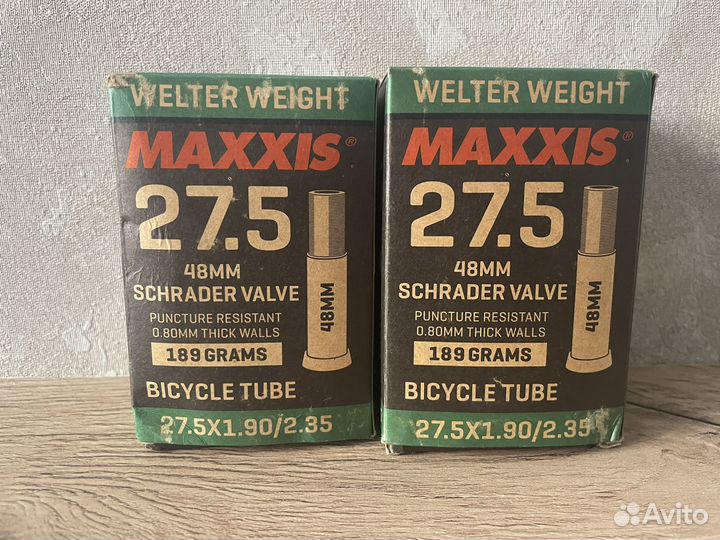 WELTER WEIGHT
MAXXIS®
27.5
48MM
SCHRADER VALVE
PUNCTURE RESISTANT
0.80MM THICK WALLS
189 GRAMS
BICYCLE TUBE
27.5X1.90/2.35
48MM
WELTER WEIGHT
MAXXIS®
27.5
48MM
SCHRADER VALVE
PUNCTURE RESISTANT
0.80MM THICK WALLS
189 GRAMS
BICYCLE TUBE
27.5X1.90/2.35
48MM
Avito